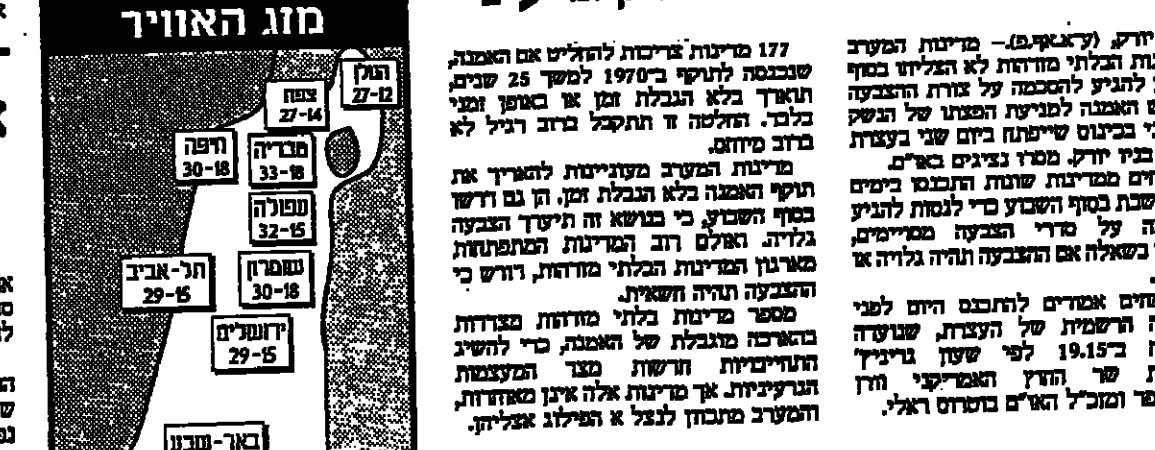 יורק, (ע"א.אף.פ).– מדינות המערב
הבלתי מזדהות לא הצליחו בסוף
להגיע להסכמה על צורת ההצבעה
האמנה למניעת הפצתו של הנשק
בכינוס שייפתח ביום שני בעצרת
בניו יורק. מסרו נציגים באו"ם.
ממדינות שונות התכנסו בימים
שבת בסוף השבוע כדי לנסות להגיע
על סדרי הצבעה מסויימים,
בשאלה אם ההצבעה תהיה גלויה או
אמורים להתכנס היום לפני
הרשמית של העצרת, שנועדה
ב־19.15 לפי שעון גריניץ'
שר החוץ האמריקני וורן
ומזכ"ל האו"ם בוטרוס ראלי.
177 מדינות צריכות להחליט אם האמנה,
שנכנסה לתוקף ב־1970 למשך 25 שנים,
תוארך בלא הגבלת זמן או באופן זמני
בלבד. החלטה זו תתקבל ברוב רגיל לא
ברוב מיוחס.
מדינות המערב מעוניינות להאריך את
תוקף האמנה בלא הגבלת זמן. הן גם דרשו
בסוף השבוע, כי בנושא זה תיערך הצבעה
גלויה. ואולם רוב המדינות המתפתחות
מארגון המדינות הבלתי מזדהות, דורש כי
ההצבעה תהיה חשאית.
מספר מדינות בלתי מזדהות מצדדות
בהארכה מוגבלת של האמנה, כדי להשיג
התחייבויות חדשות מצד המעצמות
הגרעיניות. אך מדינות אלה אינן מאוחדות,
והמערב מתכוון לנצל א הפילוג אצליהן.
מזג האוויר
הגולן
27-12
צפת
27-14
חיפה
30-18
טבריה
33-18
עפולה
32-15
תל-אביב
29-15
שומרון
30-18
ירושלים
29-15
באר-שבע